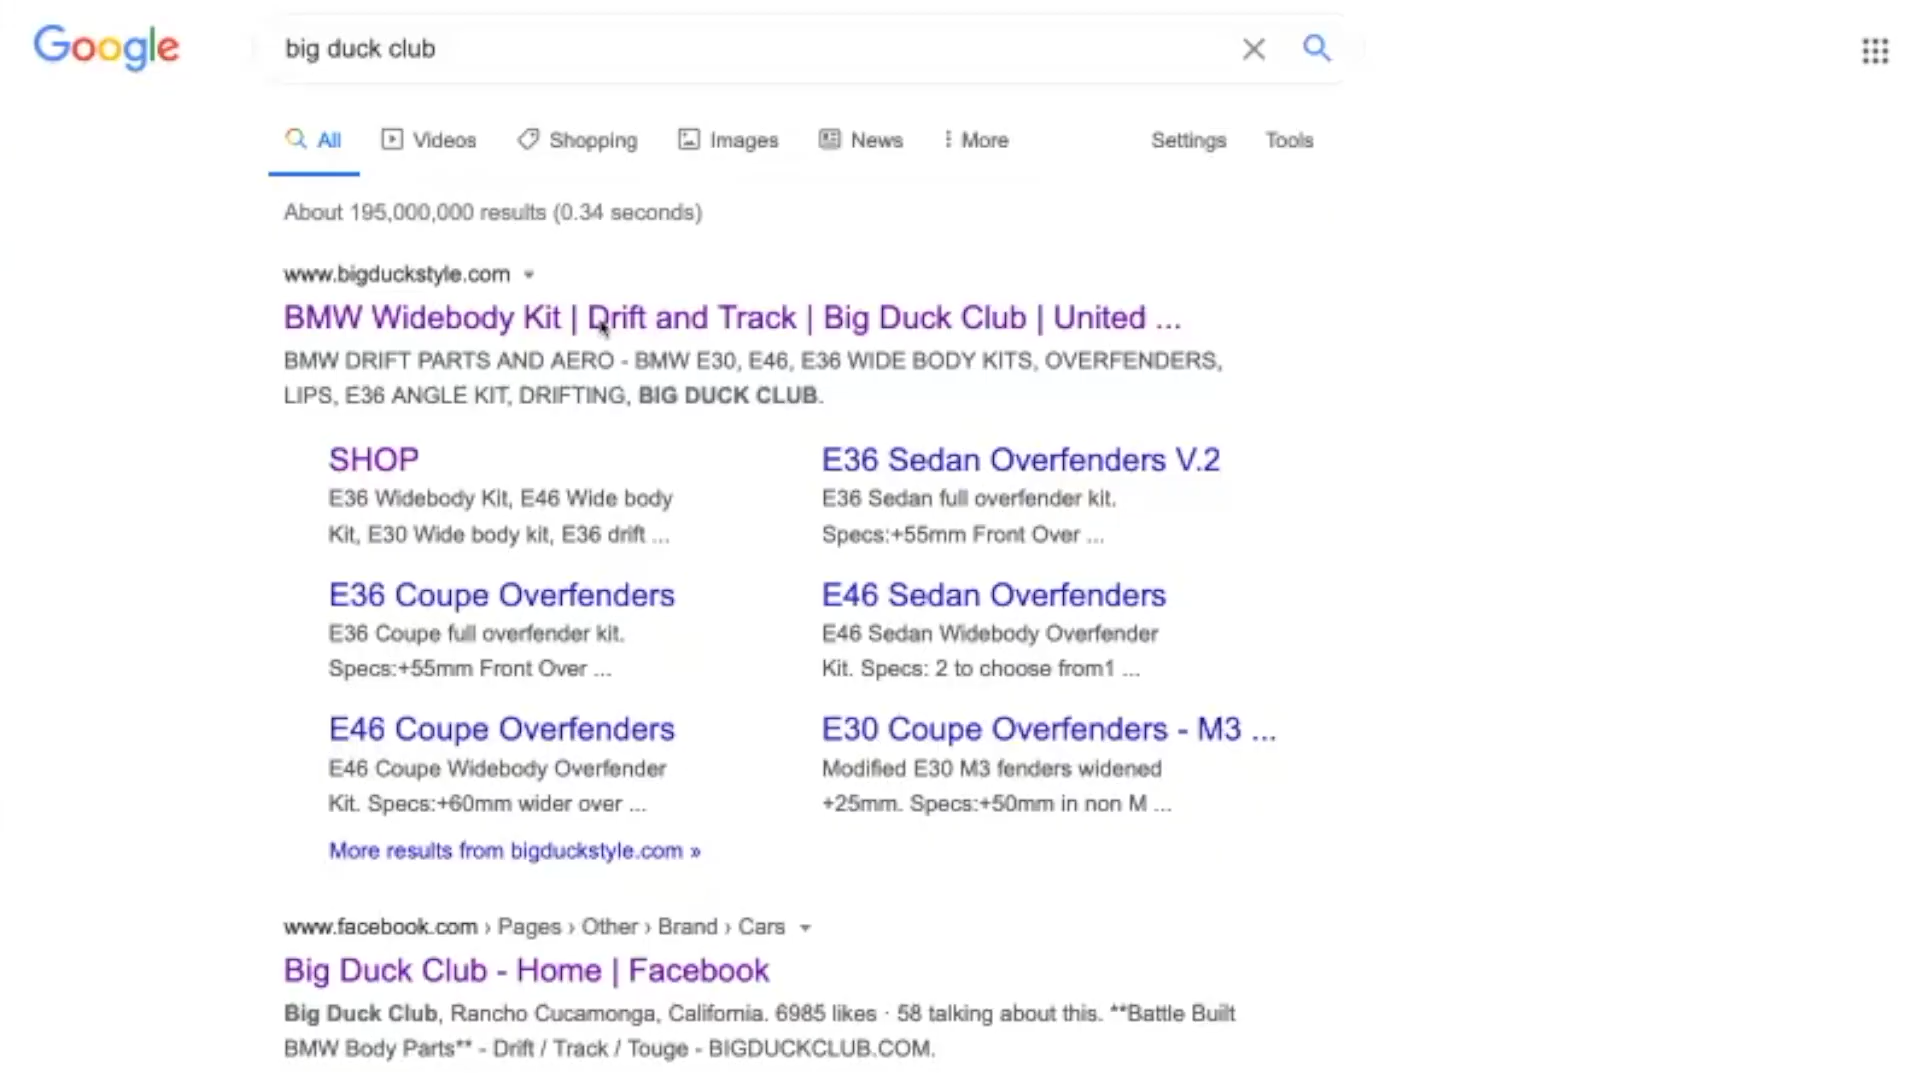 Google
big duck club
All Videos Shopping Images News More Settings Tools
About 195,000,000 results (0.34 seconds)
www.bigduckstyle.com
BMW Widebody Kit | Drift and Track | Big Duck Club | United ...
BMW DRIFT PARTS AND AERO - BMW E30, E46, E36 WIDE BODY KITS, OVERFENDERS,
LIPS, E36 ANGLE KIT, DRIFTING, BIG DUCK CLUB.
SHOP
E36 Widebody Kit, E46 Wide body
Kit, E30 Wide body kit, E36 drift ...
E36 Sedan Overfenders V.2
E36 Sedan full overfender kit.
Specs:+55mm Front Over ...
E36 Coupe Overfenders
E36 Coupe full overfender kit.
Specs:+55mm Front Over ...
E46 Sedan Overfenders
E46 Sedan Widebody Overfender
Kit. Specs: 2 to choose from1 ...
E46 Coupe Overfenders
E46 Coupe Widebody Overfender
Kit. Specs:+60mm wider over ...
E30 Coupe Overfenders - M3 ...
Modified E30 M3 fenders widened
+25mm. Specs:+50mm in non M ...
More results from bigduckstyle.com »
www.facebook.com › Pages › Other › Brand › Cars
Big Duck Club - Home | Facebook
Big Duck Club, Rancho Cucamonga, California. 6985 likes · 58 talking about this. **Battle Built
BMW Body Parts** - Drift / Track / Touge - BIGDUCKCLUB.COM.